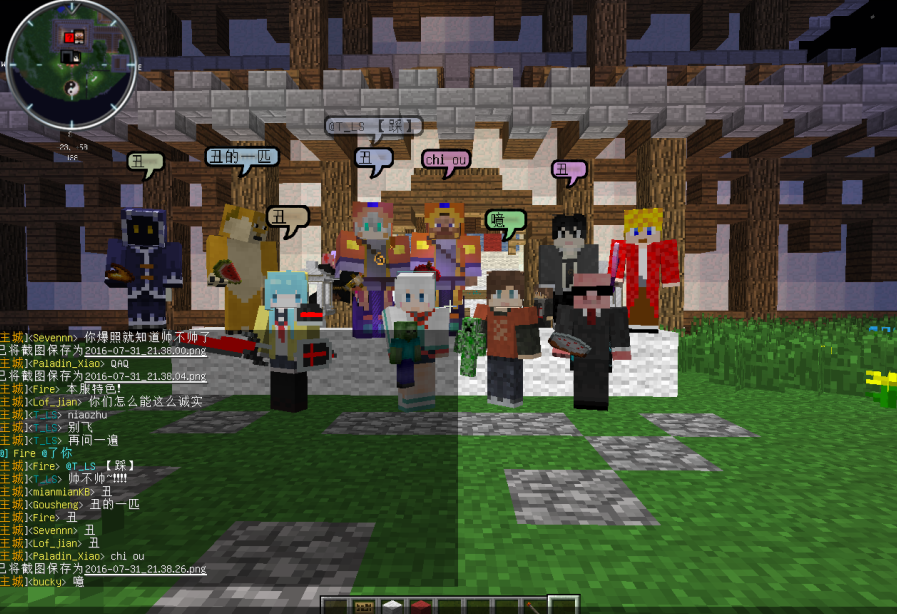 E
23, -58
@T_LS 【踩】
丑
丑的一匹
丑
chi ou
丑
丑
噫
主城]<Sevennn> 你爆照就知道帅不帅了
已将截图保存为2016-07-31_21.38.00.png
主城]<Paladin_Xiao> QAQ
已将截图保存为2016-07-31_21.38.04.png
主城]<Fire> 本服特色!
主城]<Lof_jian> 你们怎么能这么诚实
主城]<T_LS> niaozhu
主城]<T_LS> 别飞
主城]<T_LS> 再问一遍
@] Fire @了你
主城]<Fire> @T_LS 【踩】
主城]<T_LS> 帅不帅~!!!!
主城]<mianmianKB> 丑
主城]<Gousheng> 丑的一匹
主城]<Fire> 丑
主城]<Sevennn> 丑
主城]<Lof_jian> 丑
主城]<Paladin_Xiao> chi ou
已将截图保存为2016-07-31_21.38.26.png
主城]<bucky> 噫